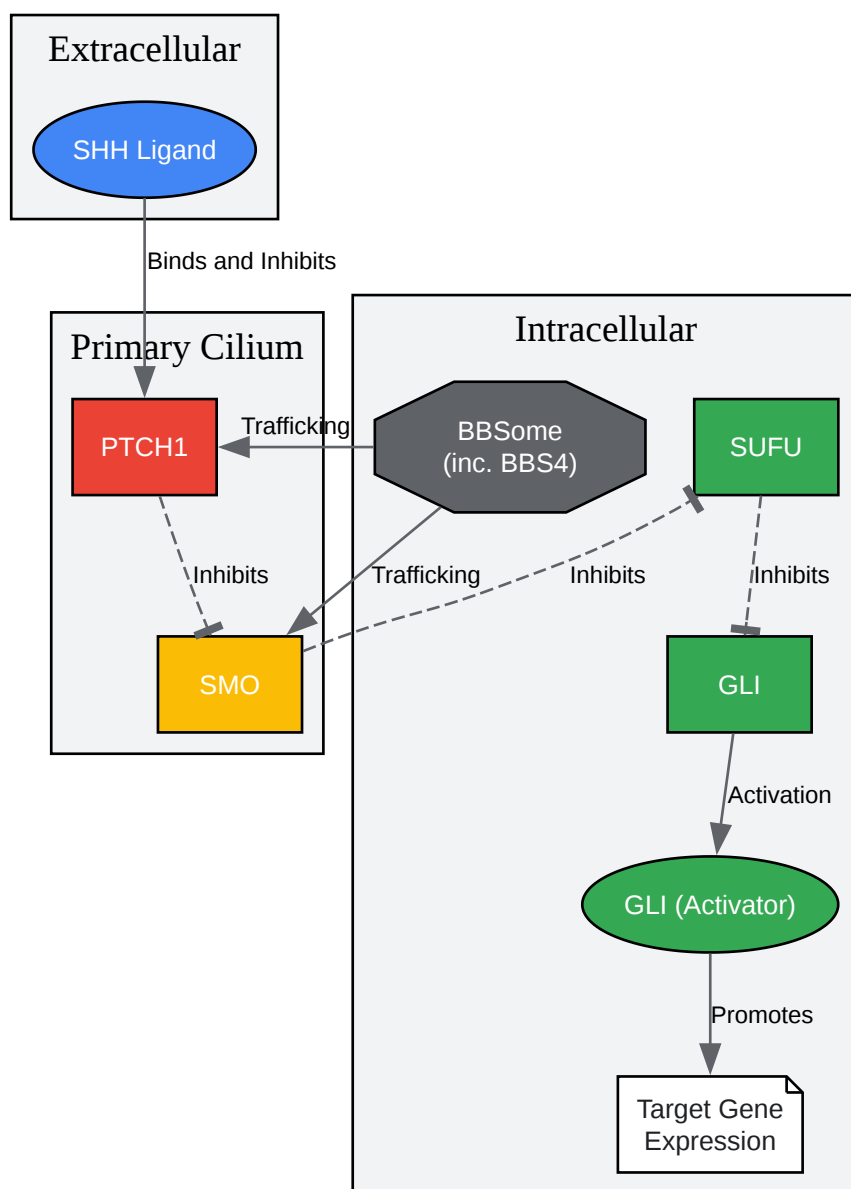 Extracellular
SHH Ligand
Binds and Inhibits
Primary Cilium
Intracellular
PTCH1
Trafficking
BBSome
(inc. BBS4)
SUFU
Inhibits
Trafficking
Inhibits
Inhibits
SMO
GLI
Activation
GLI (Activator)
Promotes
Target Gene
Expression